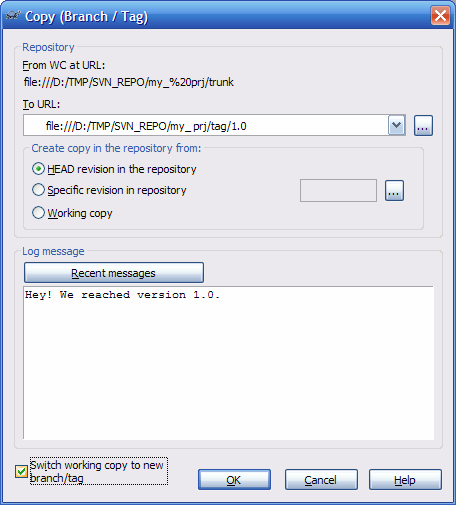 Copy (Branch / Tag)
Repository
From WC at URL:
file:///D:/TMP/SVN_REPO/my_%20prj/trunk
To URL:
file:///D:/TMP/SVN_REPO/my_ prj/tag/1.0
...
Create copy in the repository from:
HEAD revision in the repository
Specific revision in repository
...
Working copy
Log message
Recent messages
Hey! We reached version 1.0.
Switch working copy to new
branch/tag
OK
Cancel
Help